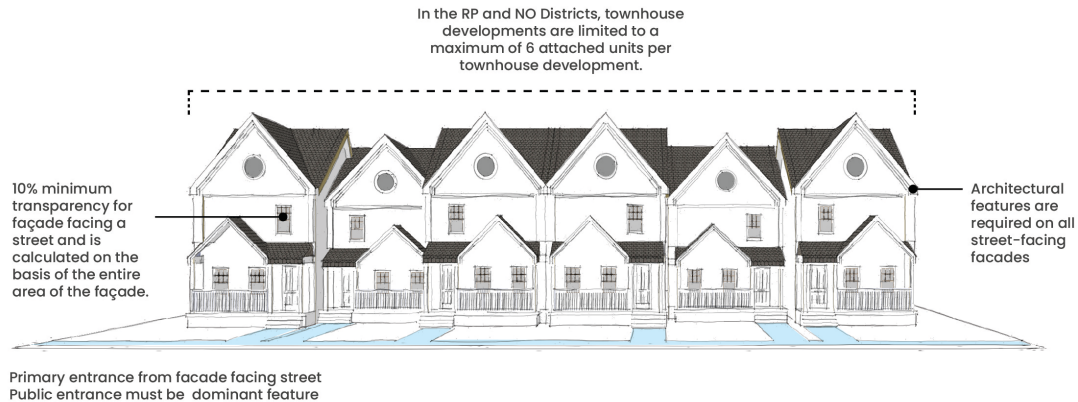 In the RP and NO Districts, townhouse
developments are limited to a
maximum of 6 attached units per
townhouse development.
10% minimum
transparency for
façade facing a
street and is
calculated on the
basis of the entire
area of the façade.
Architectural
features are
required on all
street-facing
facades
Primary entrance from facade facing street
Public entrance must be dominant feature